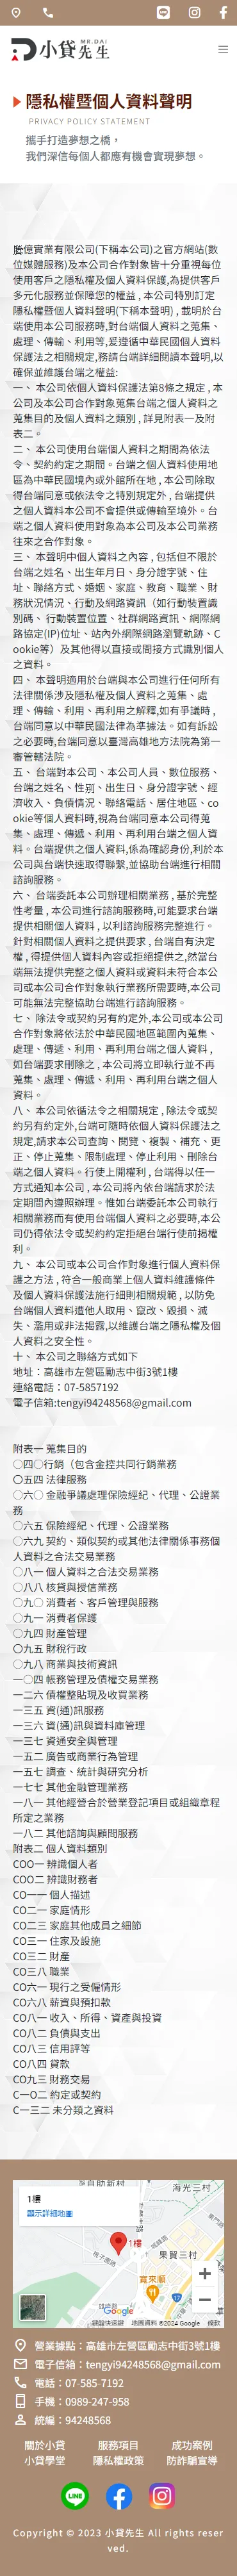 小貸先生
MR.DAI
隱私權暨個人資料聲明
PRIVACY POLICY STATEMENT
攜手打造夢想之橋，
我們深信每個人都應有機會實現夢想。
騰億實業有限公司(下稱本公司)之官方網站(數
位媒體服務)及本公司合作對象皆十分重視每位
使用客戶之隱私權及個人資料保護,為提供客戶
多元化服務並保障您的權益，本公司特別訂定
隱私權暨個人資料聲明(下稱本聲明)，載明於台
端使用本公司服務時,對台端個人資料之蒐集、
處理、傳輸、利用等,爰遵循中華民國個人資料
保護法之相關規定,務請台端詳細閱讀本聲明,以
確保並維護台端之權益:
一、 本公司依個人資料保護法第8條之規定，本
公司及本公司合作對象蒐集台端之個人資料之
蒐集目的及個人資料之類別，詳見附表一及附
表二。
二、 本公司使用台端個人資料之期間為依法
令、契約約定之期間。台端之個人資料使用地
區為中華民國境內或外館所在地，本公司除取
得台端同意或依法令之特別規定外，台端提供
之個人資料本公司不會提供或傳輸至境外。台
端之個人資料使用對象為本公司及本公司業務
往來之合作對象。
三、 本聲明中個人資料之內容，包括但不限於
台端之姓名、出生年月日、身分證字號、住
址、聯絡方式、婚姻、家庭、教育、職業、財
務狀況情況、行動及網路資訊（如行動裝置識
別碼、 行動裝置位置、社群網路資訊、網際網
路協定(IP)位址、站內外網際網路瀏覽軌跡、C
ookie等）及其他得以直接或間接方式識別個人
之資料。
四、 本聲明適用於台端與本公司進行任何所有
法律關係涉及隱私權及個人資料之蒐集、處
理、傳輸、利用、再利用之解釋,如有爭議時，
台端同意以中華民國法律為準據法。如有訴訟
之必要時,台端同意以臺灣高雄地方法院為第一
審管轄法院。
五、 台端對本公司、本公司人員、數位服務、
台端之姓名、性別、出生日、身分證字號、經
濟收入、負債情況、聯絡電話、居住地區、co
okie等個人資料時,視為台端同意本公司得蒐
集、處理、傳遞、利用、再利用台端之個人資
料。台端提供之個人資料,係為確認身份,利於本
公司與台端快速取得聯繫,並協助台端進行相關
諮詢服務。
六、 台端委託本公司辦理相關業務，基於完整
性考量，本公司進行諮詢服務時,可能要求台端
提供相關個人資料，以利諮詢服務完整進行。
針對相關個人資料之提供要求，台端自有決定
權，得提供個人資料內容或拒絕提供之,然當台
端無法提供完整之個人資料或資料未符合本公
司或本公司合作對象執行業務所需要時,本公司
可能無法完整協助台端進行諮詢服務。
七、 除法令或契約另有約定外,本公司或本公司
合作對象將依法於中華民國地區範圍內蒐集、
處理、傳遞、利用、再利用台端之個人資料，
如台端要求刪除之，本公司將立即執行並不再
蒐集、處理、傳遞、利用、再利用台端之個人
資料。
八、 本公司依循法令之相關規定，除法令或契
約另有約定外,台端可隨時依個人資料保護法之
規定,請求本公司查詢、閱覽、複製、補充、更
正、停止蒐集、限制處理、停止利用、刪除台
端之個人資料。行使上開權利，台端得以任一
方式通知本公司，本公司將內依台端請求於法
定期間內遵照辦理。惟如台端委託本公司執行
相關業務而有使用台端個人資料之必要時,本公
司仍得依法令或契約約定拒絕台端行使前揭權
利。
九、 本公司或本公司合作對象進行個人資料保
護之方法，符合一般商業上個人資料維護條件
及個人資料保護法施行細則相關規範，以防免
台端個人資料遭他人取用、竄改、毀損、滅
失、濫用或非法揭露,以維護台端之隱私權及個
人資料之安全性。
十、 本公司之聯絡方式如下
地址：高雄市左營區勵志中街3號1樓
連絡電話：07-5857192
電子信箱:tengyi94248568@gmail.com
附表一 蒐集目的
〇四〇行銷（包含金控共同行銷業務
〇五四 法律服務
〇六〇 金融爭議處理保險經紀、代理、公證業
務
〇六五 保險經紀、代理、公證業務
〇六九 契約、類似契約或其他法律關係事務個
人資料之合法交易業務
〇八一 個人資料之合法交易業務
〇八八 核貸與授信業務
〇九〇 消費者、客戶管理與服務
〇九一 消費者保護
〇九四 財產管理
〇九五 財稅行政
〇九八 商業與技術資訊
一〇四 帳務管理及債權交易業務
一二六 債權整貼現及收買業務
一三五 資(通)訊服務
一三六 資(通)訊與資料庫管理
一三七 資通安全與管理
一五二 廣告或商業行為管理
一五七 調查、統計與研究分析
一七七 其他金融管理業務
一八一 其他經營合於營業登記項目或組織章程
所定之業務
一八二 其他諮詢與顧問服務
附表二 個人資料類別
COO一 辨識個人者
COO二 辨識財務者
CO一一 個人描述
CO二一 家庭情形
CO二三 家庭其他成員之細節
CO三一 住家及設施
CO三二 財產
CO三八 職業
CO六一 現行之受僱情形
CO六八 薪資與預扣款
CO八一 收入、所得、資產與投資
CO八二 負債與支出
CO八三 信用評等
CO八四 貸款
CO九三 財務交易
C一O二 約定或契約
C一三二 未分類之資料
1樓
顯示詳細地圖
海光三村
自助新村
1樓
果貿三村
寬來順
Google
鍵盤快速鍵 地圖資料 ©2024 Google 條款
營業據點：高雄市左營區勵志中街3號1樓
電子信箱：tengyi94248568@gmail.com
電話：07-585-7192
手機：0989-247-958
統編：94248568
關於小貸 服務項目 成功案例
小貸學堂 隱私權政策 防詐騙宣導
Copyright © 2023 小貸先生 All rights reser
ved.